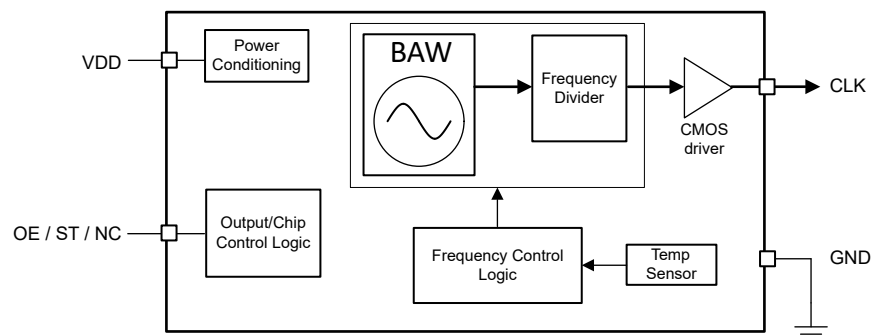 VDD
Power
Conditioning
BAW
Frequency
Divider
CMOS
driver
CLK
OE / ST / NC
Output/Chip
Control Logic
Frequency Control
Logic
Temp
Sensor
GND